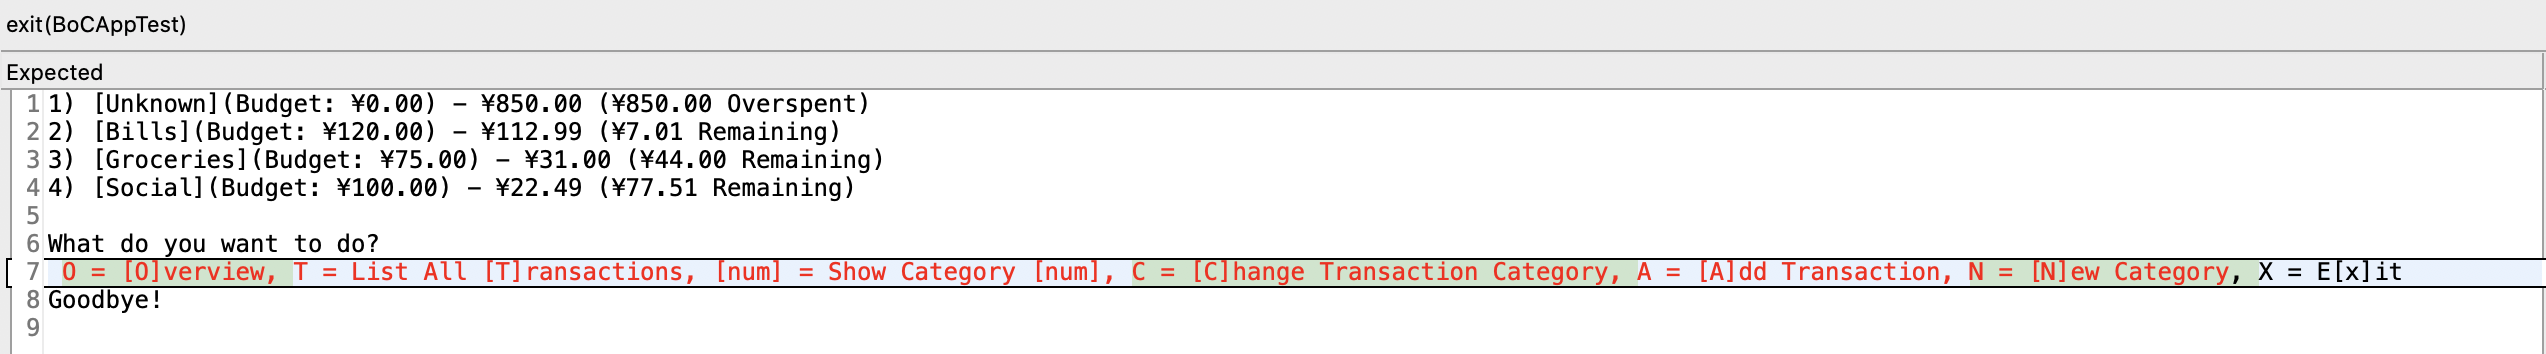 exit(BoCAppTest)
Expected
1 1) [Unknown](Budget: ¥0.00) – ¥850.00 (¥850.00 Overspent)
2 2) [Bills](Budget: ¥120.00) – ¥112.99 (¥7.01 Remaining)
3 3) [Groceries](Budget: ¥75.00) – ¥31.00 (¥44.00 Remaining)
4 4) [Social](Budget: ¥100.00) – ¥22.49 (¥77.51 Remaining)
5
6 What do you want to do?
7 O = [O]verview, T = List All [T]ransactions, [num] = Show Category [num], C = [C]hange Transaction Category, A = [A]dd Transaction, N = [N]ew Category, X = E[x]it
8 Goodbye!
9